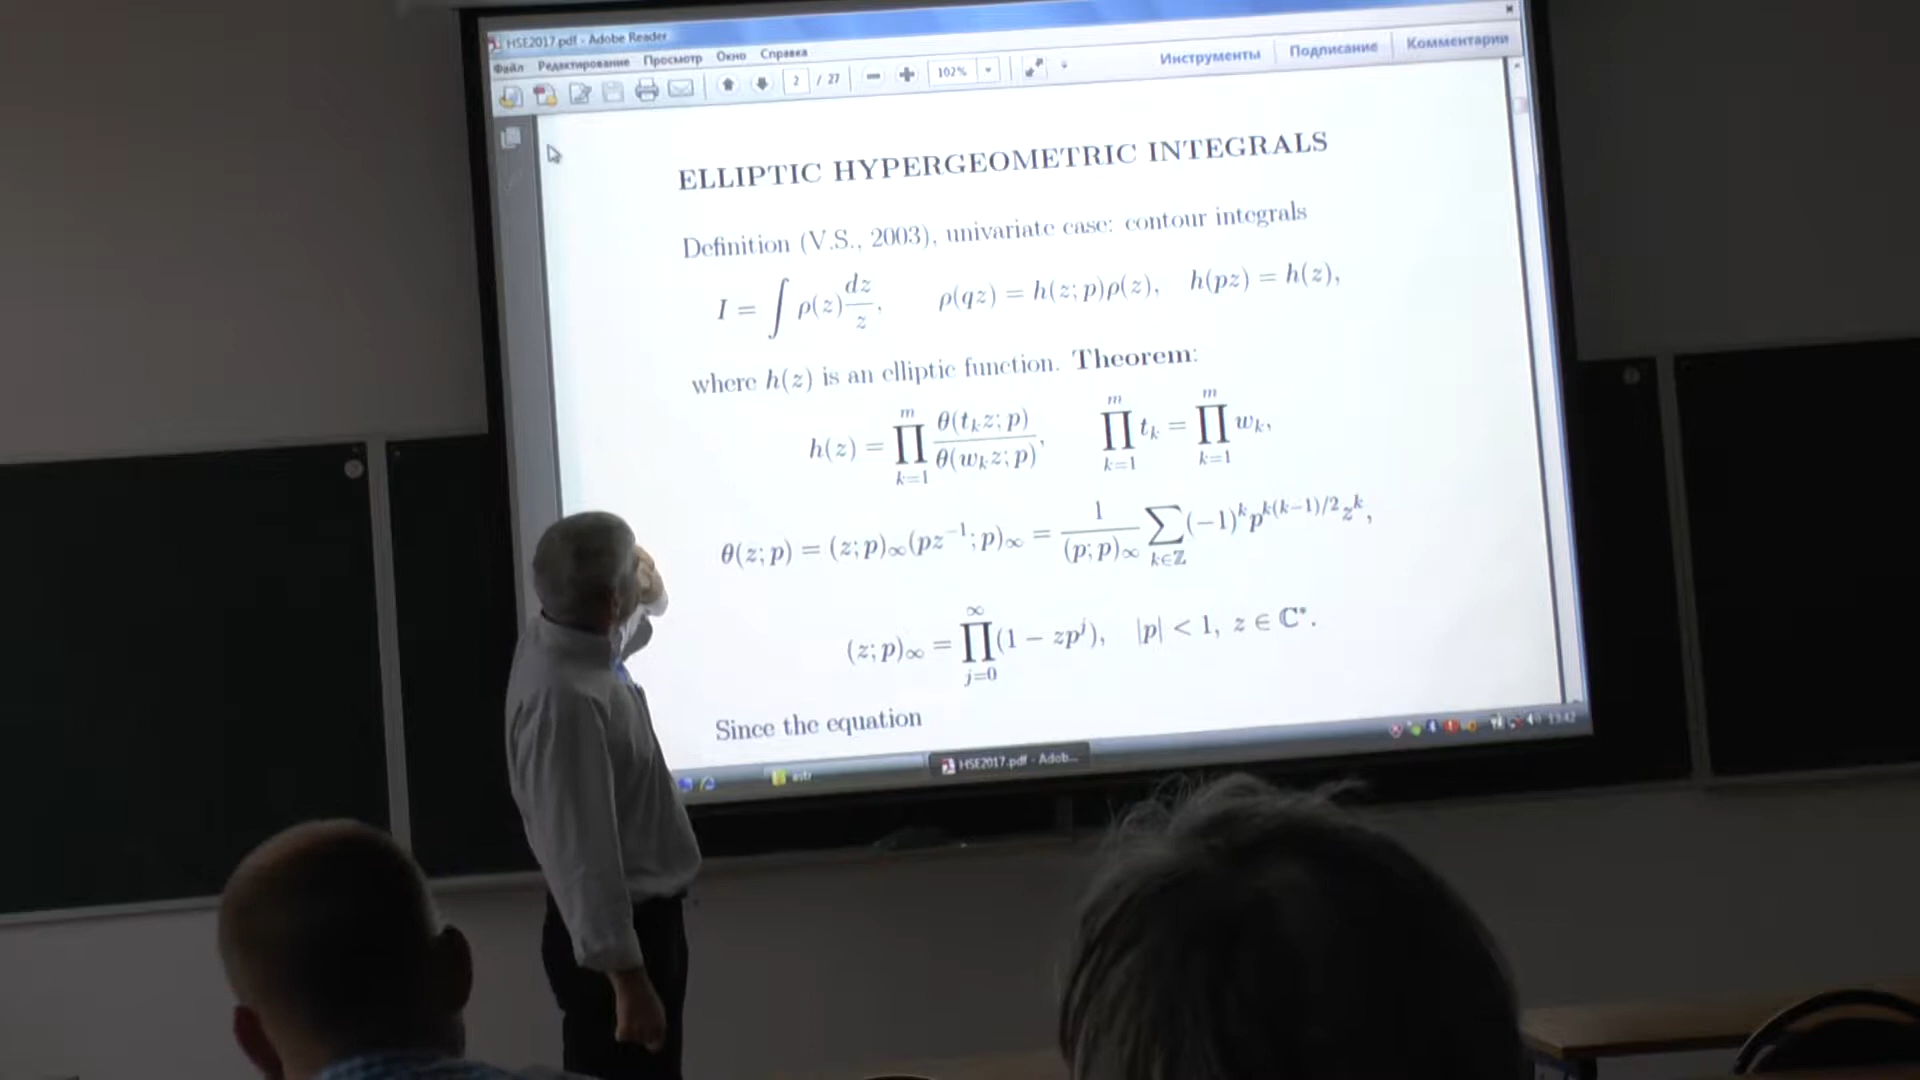 HSE2017.pdf - Adobe Reader
Файл Редактирование Просмотр Окно Справка
2 / 27 102% Инструменты Подписание Комментарии
ELLIPTIC HYPERGEOMETRIC INTEGRALS
Definition (V.S., 2003), univariate case: contour integrals
I = ∫ ρ(z) dz/z, ρ(qz) = h(z; p)ρ(z), h(pz) = h(z),
where h(z) is an elliptic function. Theorem:
h(z) = ∏_{k=1}^{m} θ(t_k z; p)/θ(w_k z; p), ∏_{k=1}^{m} t_k = ∏_{k=1}^{m} w_k,
θ(z; p) = (z; p)_∞ (pz^{-1}; p)_∞ = 1/(p; p)_∞ ∑_{k∈ℤ} (−1)^k p^{k(k−1)/2} z^k,
(z; p)_∞ = ∏_{j=0}^{∞} (1 − zp^j), |p| < 1, z ∈ ℂ*.
Since the equation
HSE2017.pdf - Adob...
13:42